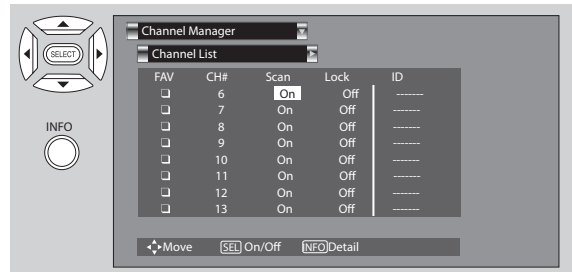 SELECT
INFO
Channel Manager
Channel List
FAV CH# Scan Lock ID
❏ 6 On Off -------
❏ 7 On Off -------
❏ 8 On Off -------
❏ 9 On Off -------
❏ 10 On Off -------
❏ 11 On Off -------
❏ 12 On Off -------
❏ 13 On Off -------
Move SEL On/Off INFO Detail